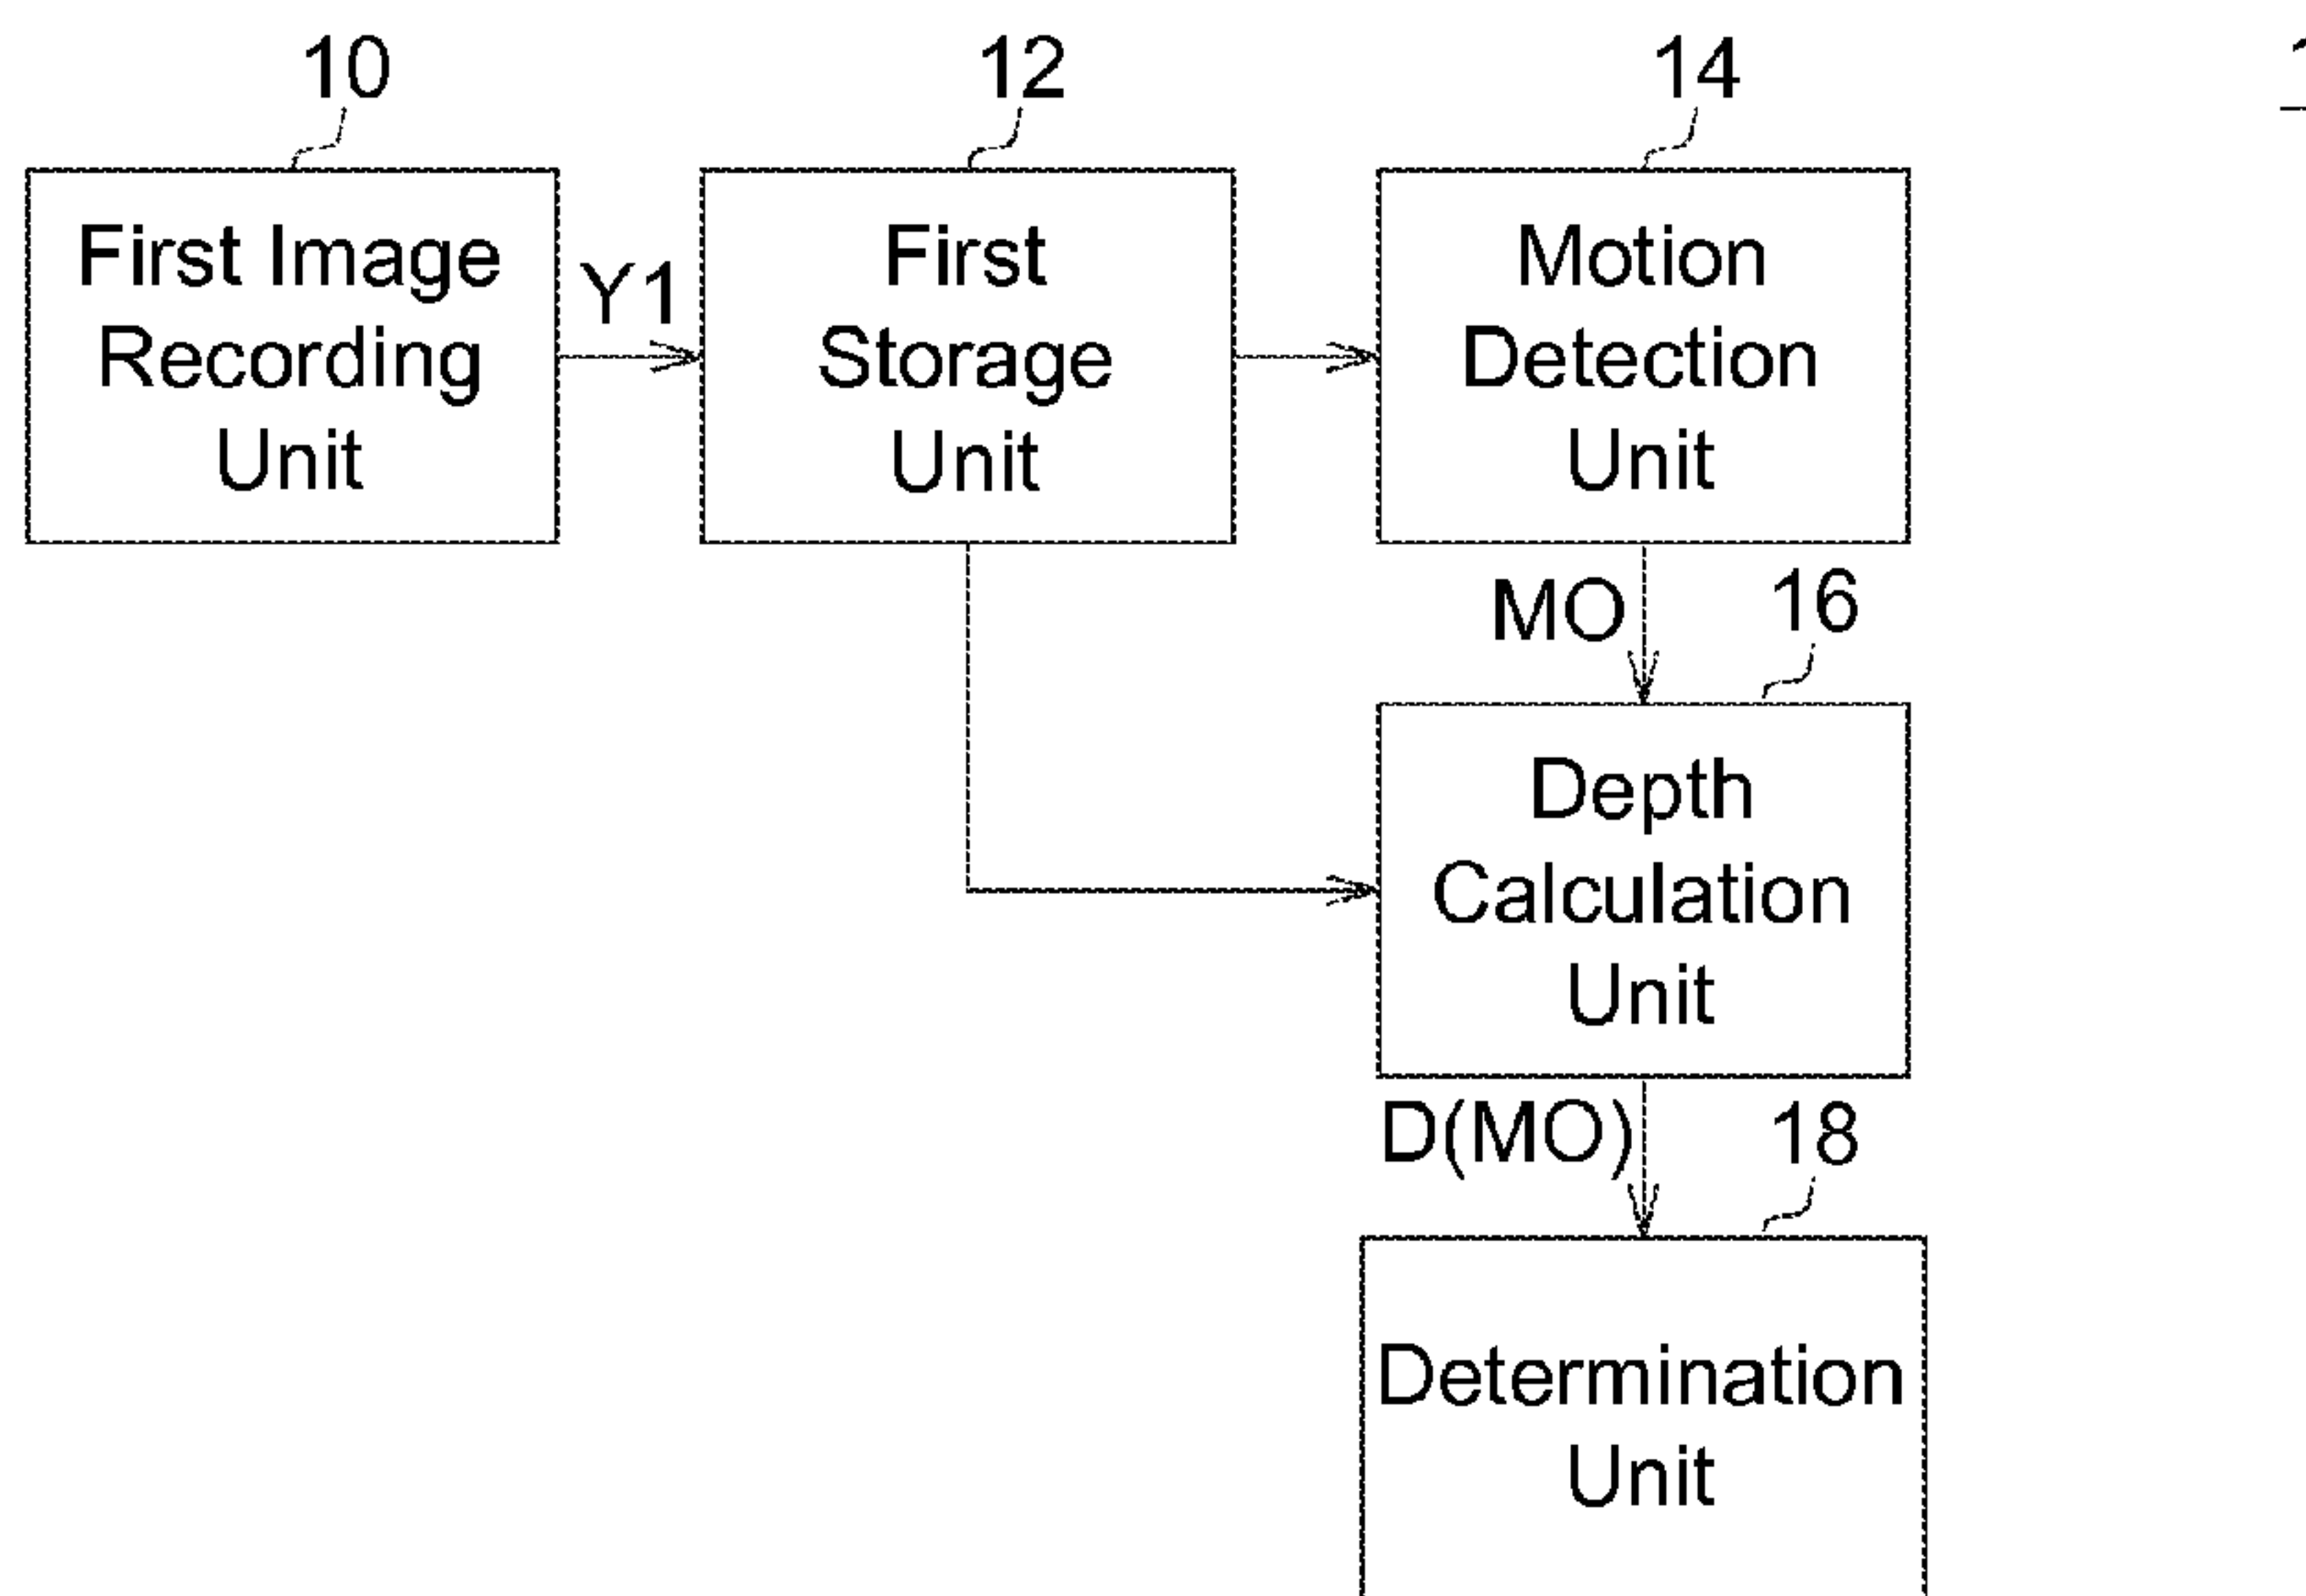 10
12
14
First Image
Recording
Unit
Y1
First
Storage
Unit
Motion
Detection
Unit
MO
16
Depth
Calculation
Unit
D(MO)
18
Determination
Unit